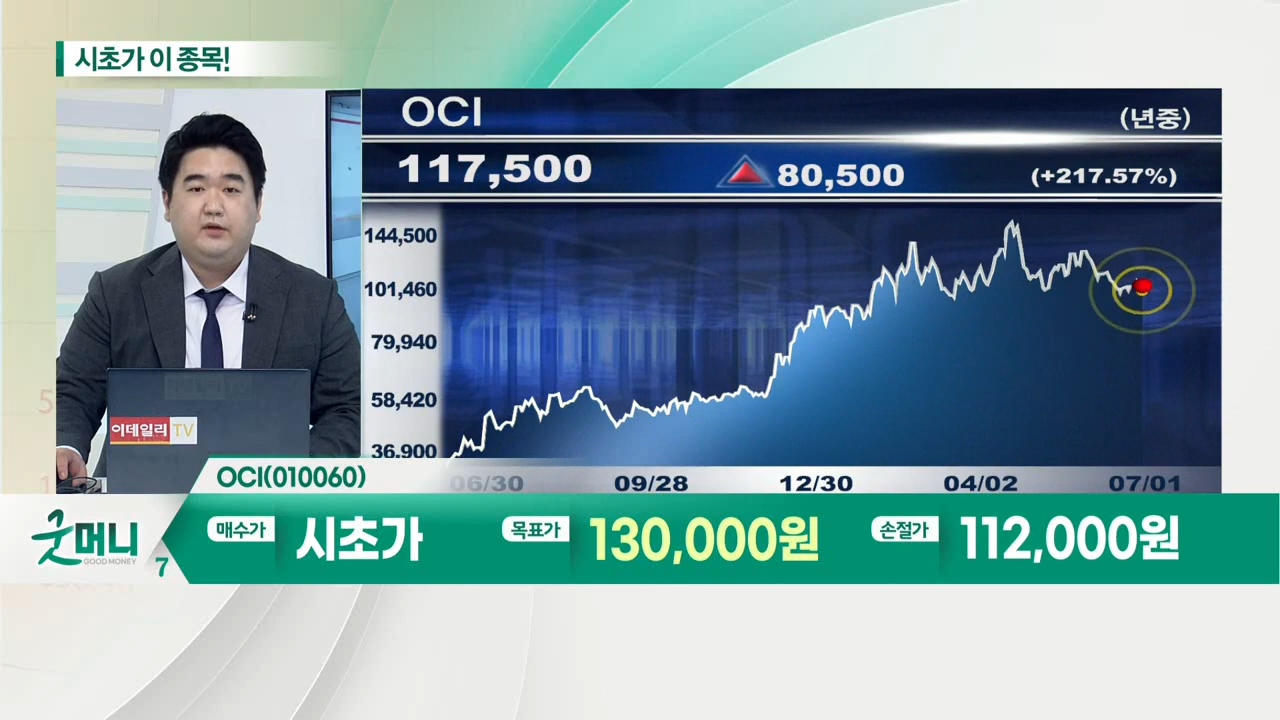 시초가 이 종목!
OCI
(년중)
117,500
80,500
(+217.57%)
144,500
101,460
79,940
58,420
36,900
06/30
09/28
12/30
04/02
07/01
이데일리 TV
OCI(010060)
굿머니
GOOD MONEY
7
매수가
시초가
목표가
130,000원
손절가
112,000원